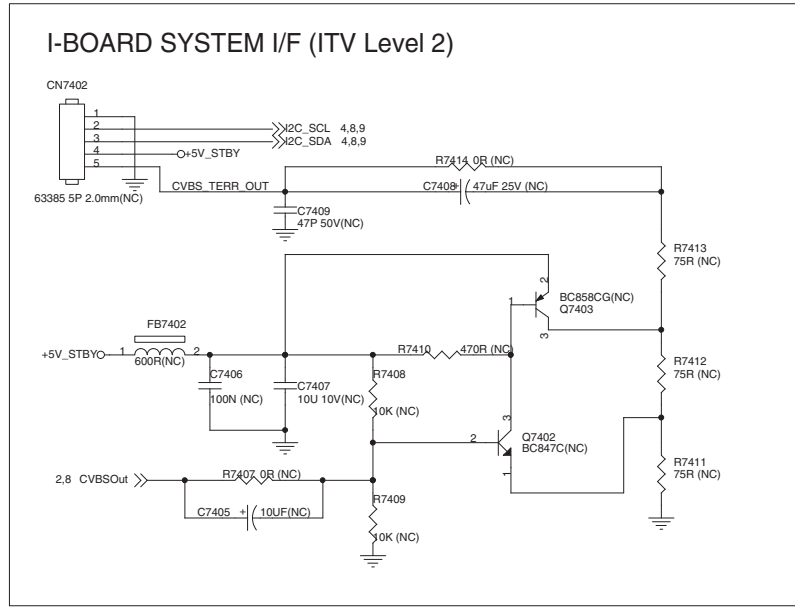 I-BOARD SYSTEM I/F (ITV Level 2)
CN7402
1
2
3
4
5
I2C_SCL 4,8,9
I2C_SDA 4,8,9
+5V_STBY
63385 5P 2.0mm(NC)
CVBS_TERR_OUT
R7414 0R (NC)
C7408 + 47uF 25V (NC)
C7409
47P 50V(NC)
R7413
75R (NC)
2
1
BC858CG(NC)
Q7403
3
FB7402
+5V_STBY 1 2
600R(NC)
R7410 470R (NC)
C7406
100N (NC)
C7407
10U 10V(NC)
R7408
10K (NC)
R7412
75R (NC)
3
2
Q7402
BC847C(NC)
1
R7411
75R (NC)
2,8 CVBSOut
R7407 0R (NC)
C7405 + 10UF(NC)
R7409
10K (NC)